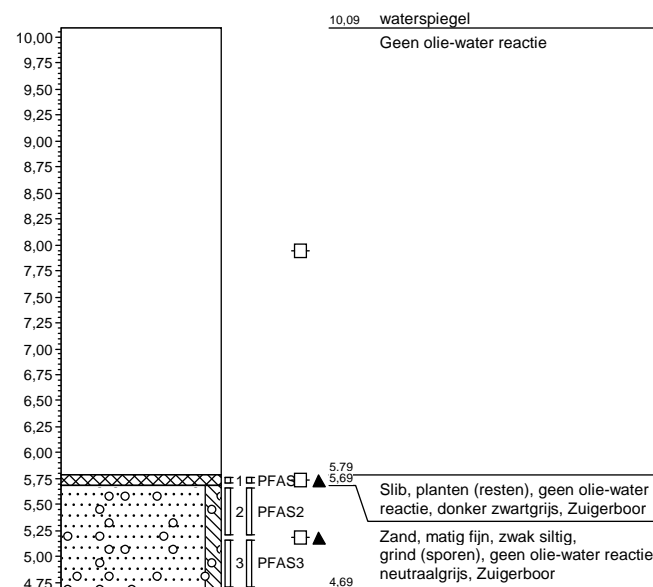 10,09 waterspiegel
Geen olie-water reactie
10,00
9,75
9,50
9,25
9,00
8,75
8,50
8,25
8,00
7,75
7,50
7,25
7,00
6,75
6,50
6,25
6,00
5,75
5,50
5,25
5,00
4,75
1 PFAS
2 PFAS2
3 PFAS3
5.79
5,69
Slib, planten (resten), geen olie-water
reactie, donker zwartgrijs, Zuigerboor
Zand, matig fijn, zwak siltig,
grind (sporen), geen olie-water reactie
neutraalgrijs, Zuigerboor
4,69